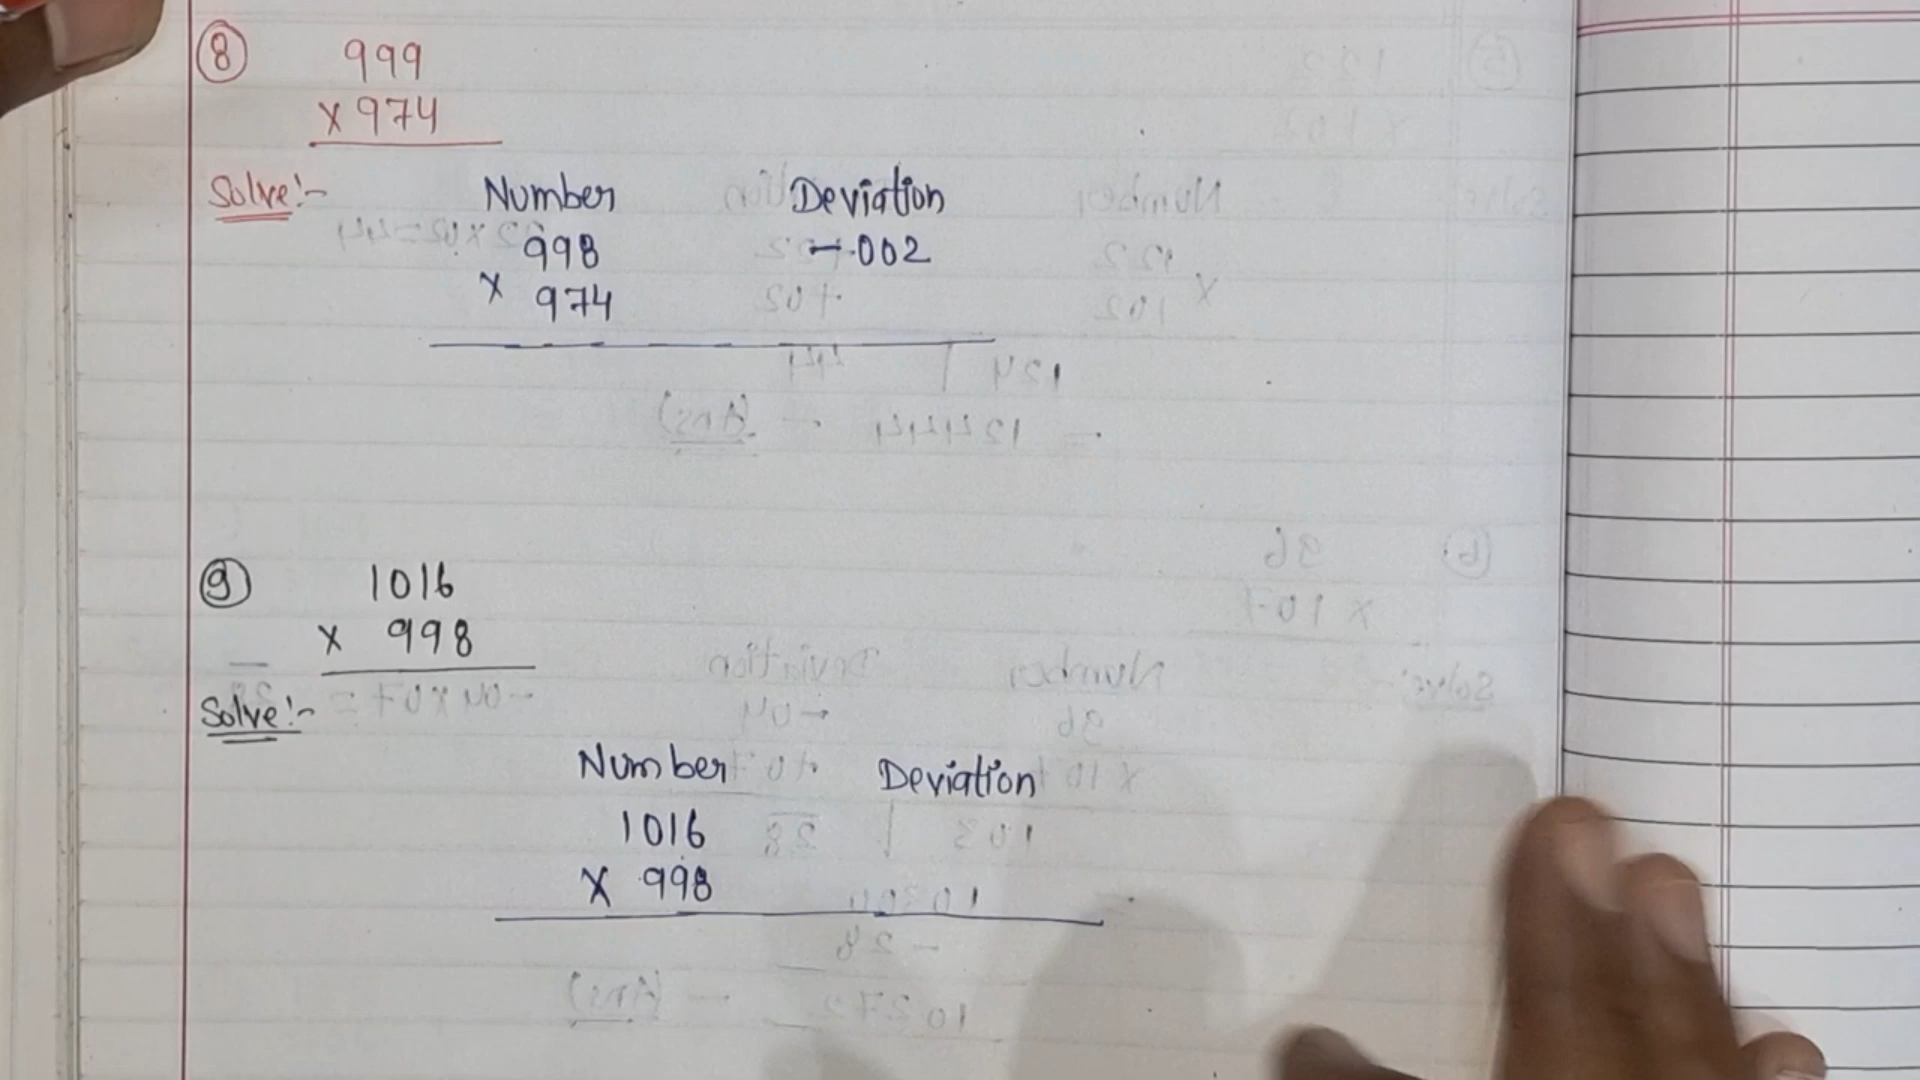 8 999
x 974
Solve:- Number Deviation
998 -002
x 974
9 1016
x 998
Solve:-
Number Deviation
1016
x 998